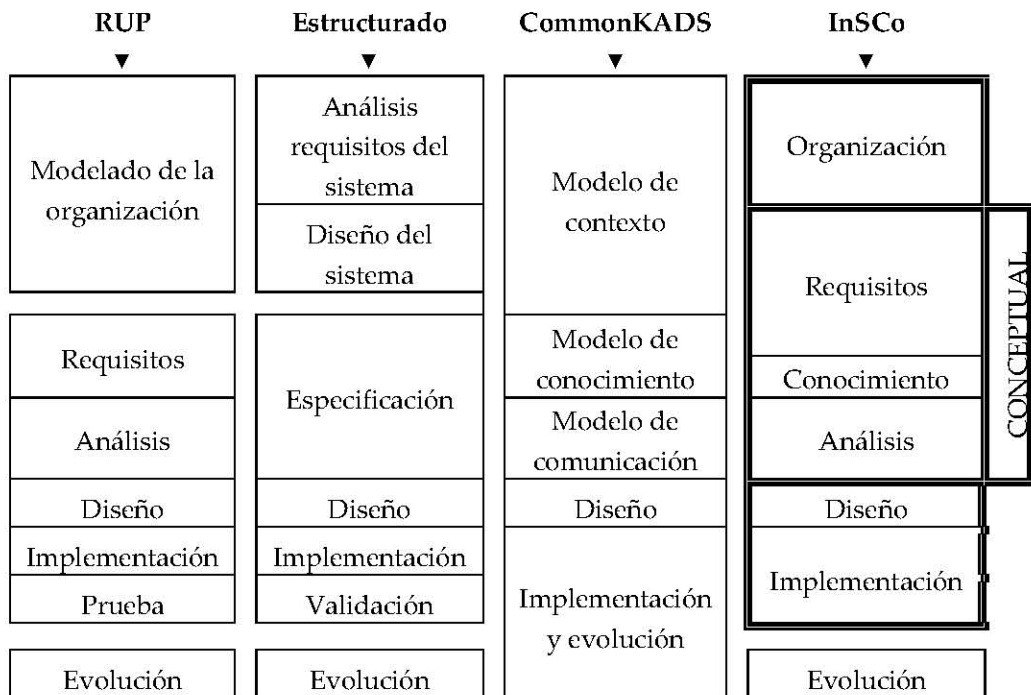 RUP
Estructurado
CommonKADS
InSCo
Modelado de la
organización
Requisitos
Análisis
Diseño
Implementación
Prueba
Evolución
Análisis
requisitos del
sistema
Diseño del
sistema
Especificación
Diseño
Implementación
Validación
Evolución
Modelo de
contexto
Modelo de
conocimiento
Modelo de
comunicación
Diseño
Implementación
y evolución
Organización
Requisitos
Conocimiento
Análisis
Diseño
Implementación
Evolución
CONCEPTUAL